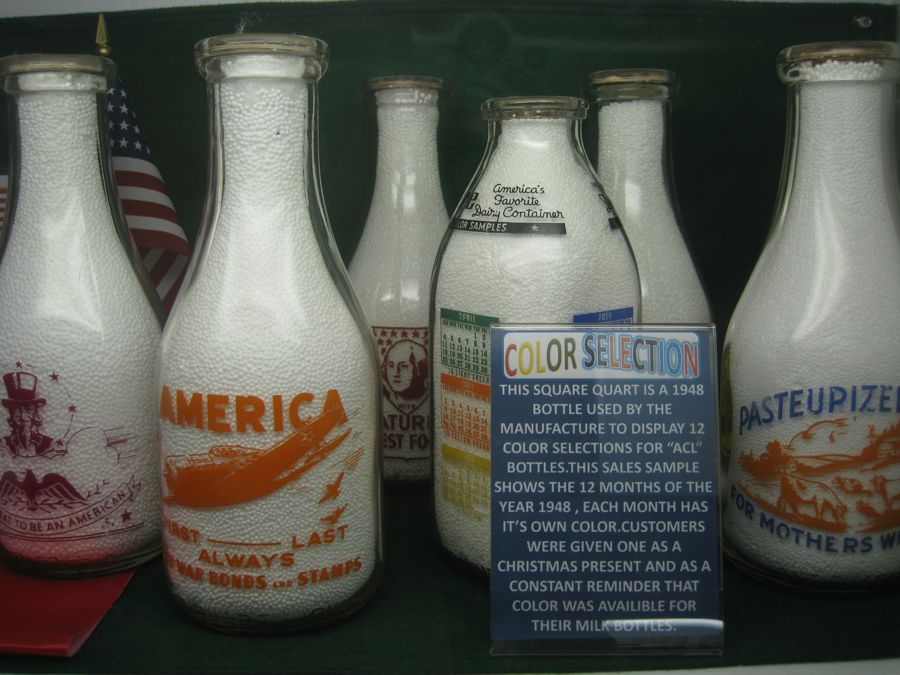 America's
Favorite
Dairy Container
COLOR SAMPLES
APRIL
JULY
AMERICA
FIRST LAST
ALWAYS
WAR BONDS AND STAMPS
TO BE AN AMERICAN
WITH
PASTEURIZED
FOR MOTHERS
COLOR SELECTION
THIS SQUARE QUART IS A 1948
BOTTLE USED BY THE
MANUFACTURE TO DISPLAY 12
COLOR SELECTIONS FOR "ACL"
BOTTLES.THIS SALES SAMPLE
SHOWS THE 12 MONTHS OF THE
YEAR 1948 , EACH MONTH HAS
IT'S OWN COLOR.CUSTOMERS
WERE GIVEN ONE AS A
CHRISTMAS PRESENT AND AS A
CONSTANT REMINDER THAT
COLOR WAS AVAILIBLE FOR
THEIR MILK BOTTLES.